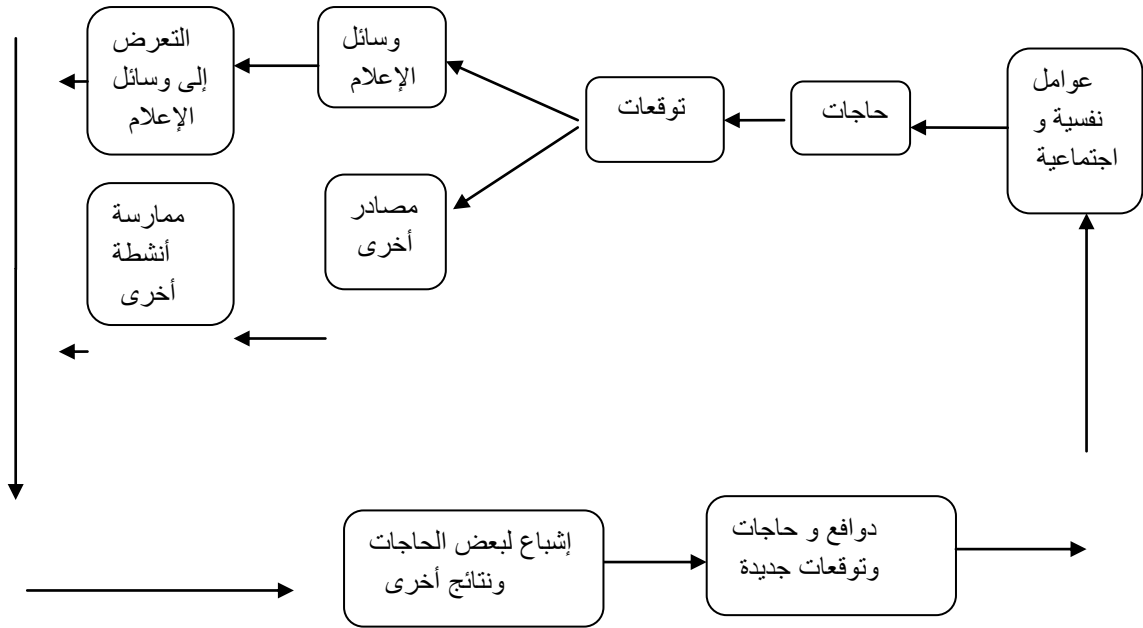 عوامل
نفسية و
اجتماعية
حاجات
توقعات
وسائل
الإعلام
التعرض
إلى وسائل
الإعلام
مصادر
أخرى
ممارسة
أنشطة
أخرى
إشباع لبعض الحاجات
ونتائج أخرى
دوافع و حاجات
وتوقعات جديدة